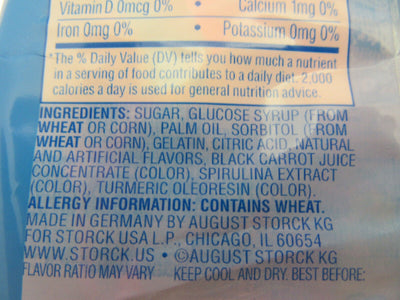 Vitamin D 0mcg 0% • Calcium 1mg 0%
Iron 0mg 0% • Potassium 0mg 0%
*The % Daily Value (DV) tells you how much a nutrient
in a serving of food contributes to a daily diet. 2,000
calories a day is used for general nutrition advice.
INGREDIENTS: SUGAR, GLUCOSE SYRUP (FROM
WHEAT OR CORN), PALM OIL, SORBITOL (FROM
WHEAT OR CORN), GELATIN, CITRIC ACID, NATURAL
AND ARTIFICIAL FLAVORS, BLACK CARROT JUICE
CONCENTRATE (COLOR), SPIRULINA EXTRACT
(COLOR), TURMERIC OLEORESIN (COLOR).
ALLERGY INFORMATION: CONTAINS WHEAT.
MADE IN GERMANY BY AUGUST STORCK KG
FOR STORCK USA L.P., CHICAGO, IL 60654
WWW.STORCK.US • ©AUGUST STORCK KG
FLAVOR RATIO MAY VARY KEEP COOL AND DRY. BEST BEFORE: